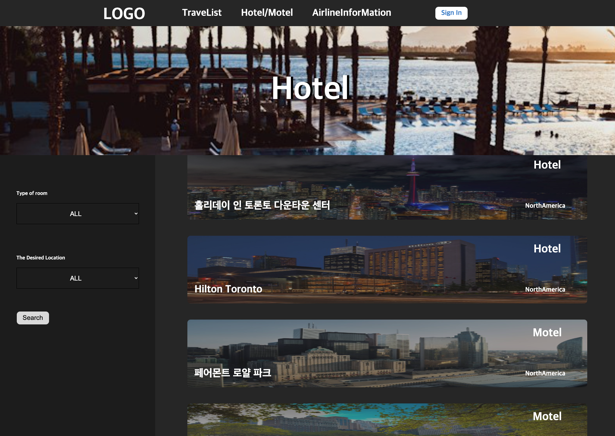 LOGO
TraveList
Hotel/Motel
AirlineInforMation
Sign In
Hotel
Type of room
ALL
The Desired Location
ALL
Search
Hotel
홀리데이 인 토론토 다운타운 센터
NorthAmerica
Hotel
Hilton Toronto
NorthAmerica
Motel
페어몬트 로얄 파크
NorthAmerica
Motel